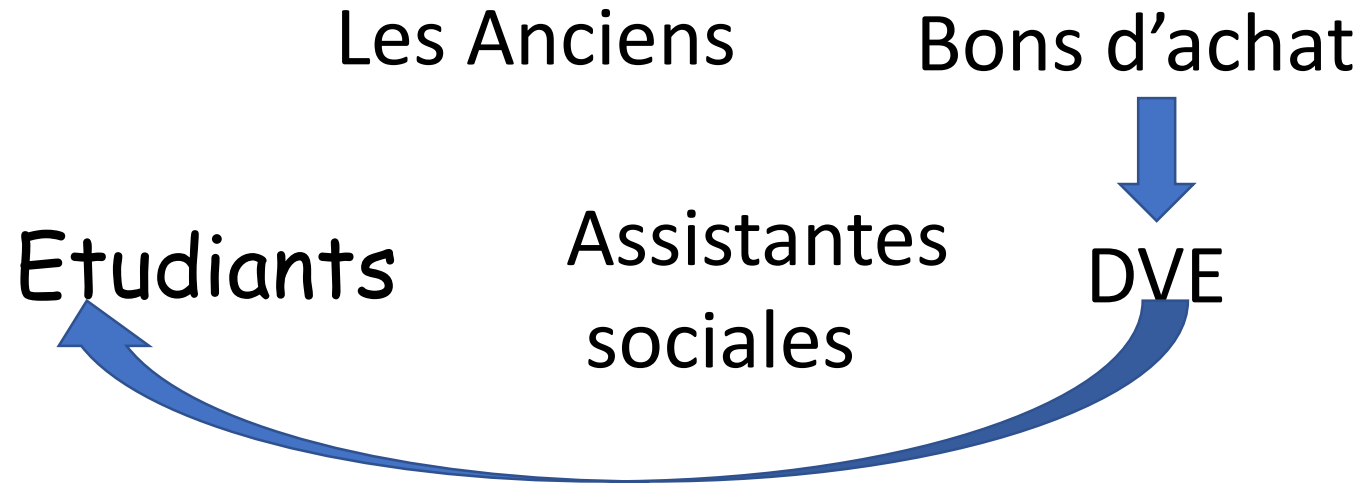 Les Anciens
Bons d’achat
Etudiants
Assistantes
sociales
DVE